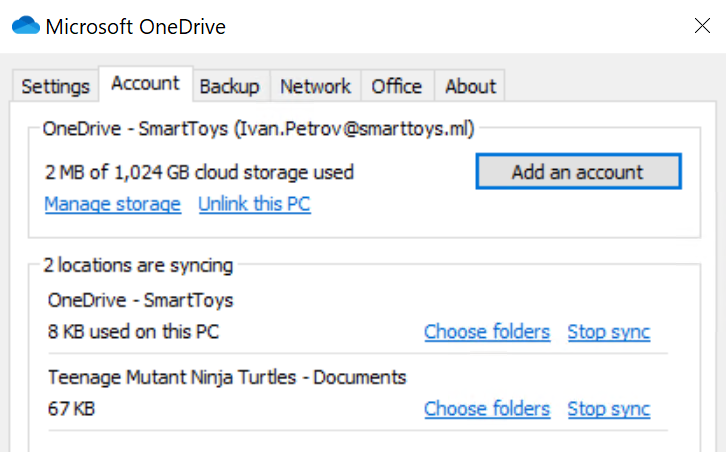 Microsoft OneDrive
Settings Account Backup Network Office About
OneDrive - SmartToys (Ivan.Petrov@smarttoys.ml)
2 MB of 1,024 GB cloud storage used Add an account
Manage storage Unlink this PC
2 locations are syncing
OneDrive - SmartToys
8 KB used on this PC Choose folders Stop sync
Teenage Mutant Ninja Turtles - Documents
67 KB Choose folders Stop sync